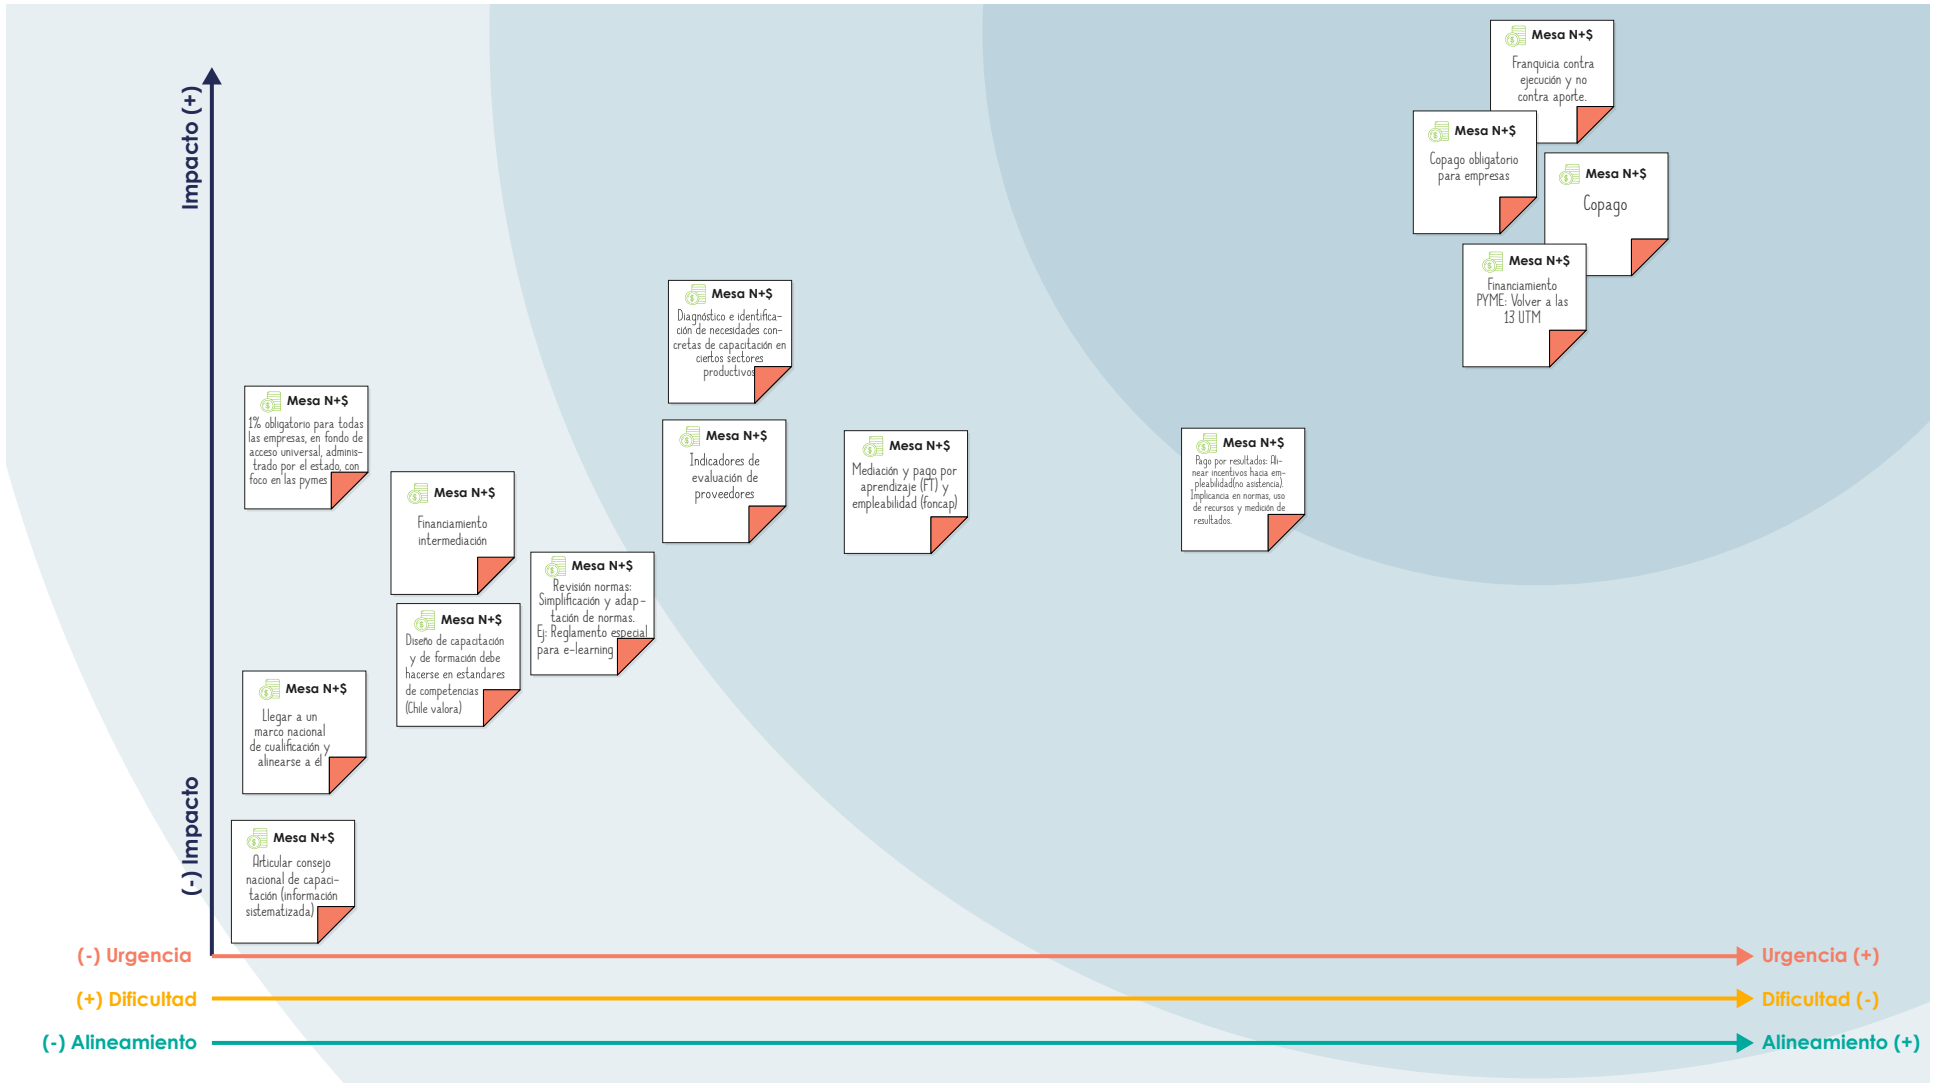 Impacto (+)
(-) Impacto
Mesa N+$
Franquicia contra
ejecución y no
contra aporte.
Mesa N+$
Copago obligatorio
para empresas
Mesa N+$
Copago
Mesa N+$
Financiamiento
PYME: Volver a las
13 UTM
Mesa N+$
Diagnóstico e identifica-
ción de necesidades con-
cretas de capacitación en
ciertos sectores
productivos
Mesa N+$
1% obligatorio para todas
las empresas, en fondo de
acceso universal, adminis-
trado por el estado, con
foco en las pymes
Mesa N+$
Indicadores de
evaluación de
proveedores
Mesa N+$
Mediación y pago por
aprendizaje (FT) y
empleabilidad (foncap)
Mesa N+$
Pago por resultados: Ali-
near incentivos hacia em-
pleabilidad(no asistencia).
Implicancia en normas, uso
de recursos y medición de
resultados.
Mesa N+$
Financiamiento
intermediación
Mesa N+$
Revisión normas:
Simplificación y adap-
tación de normas.
Ej: Reglamento especial
para e-learning
Mesa N+$
Diseño de capacitación
y de formación debe
hacerse en estandares
de competencias
(Chile valora)
Mesa N+$
Llegar a un
marco nacional
de cualificación y
alinearse a él
Mesa N+$
Articular consejo
nacional de capaci-
tación (información
sistematizada)
(-) Urgencia
Urgencia (+)
(+) Dificultad
Dificultad (-)
(-) Alineamiento
Alineamiento (+)